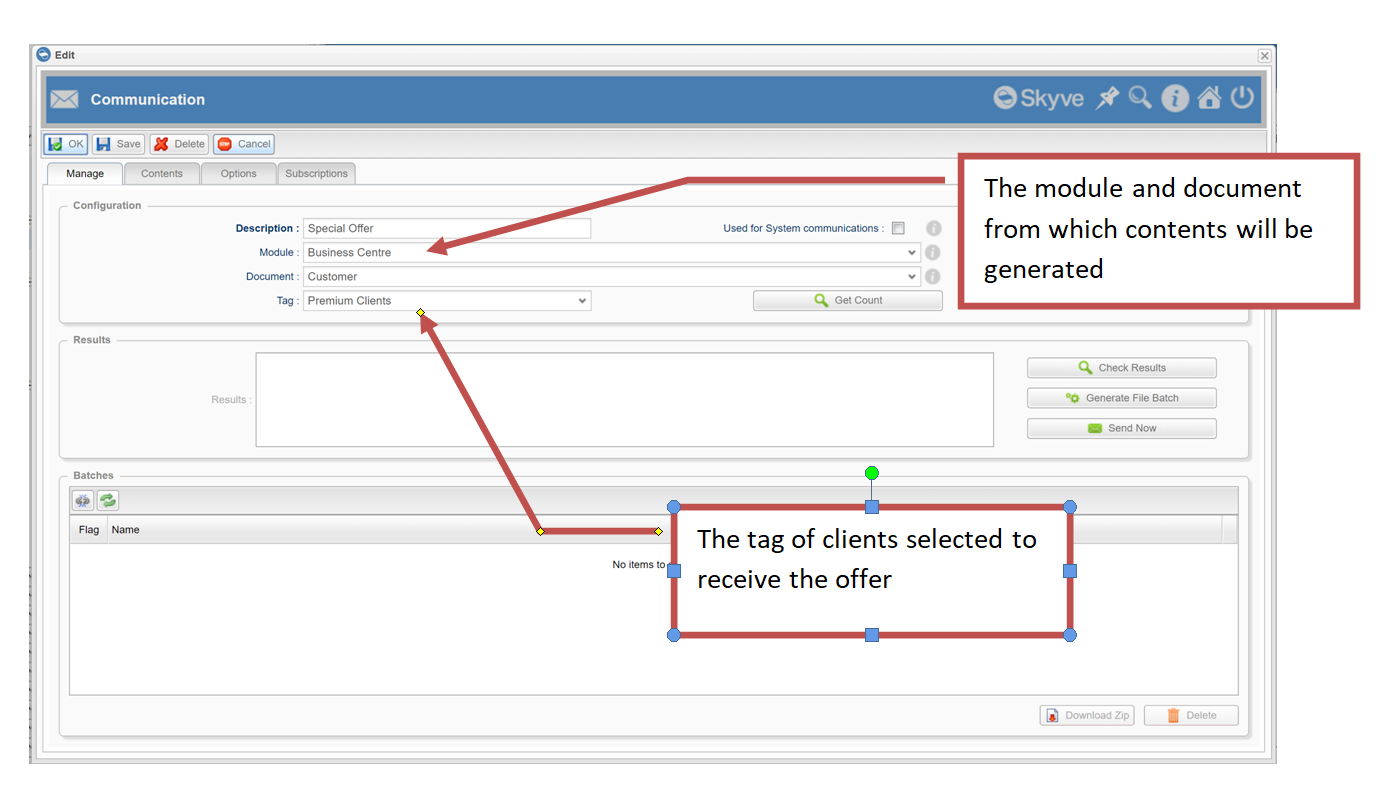 Edit
Communication
Skyve
OK Save Delete Cancel
Manage Contents Options Subscriptions
The module and document
from which contents will be
generated
Configuration
Description : Special Offer Used for System communications :
Module : Business Centre
Document : Customer
Tag : Premium Clients Get Count
Results
Results :
Check Results
Generate File Batch
Send Now
Batches
Flag Name
No items to
The tag of clients selected to
receive the offer
Download Zip Delete